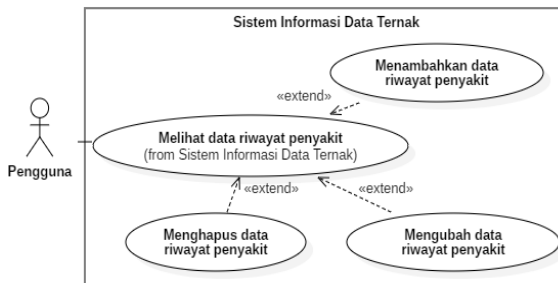 Sistem Informasi Data Ternak
Menambahkan data
riwayat penyakit
«extend»
Melihat data riwayat penyakit
(from Sistem Informasi Data Ternak)
Pengguna
«extend»
«extend»
Menghapus data
riwayat penyakit
Mengubah data
riwayat penyakit